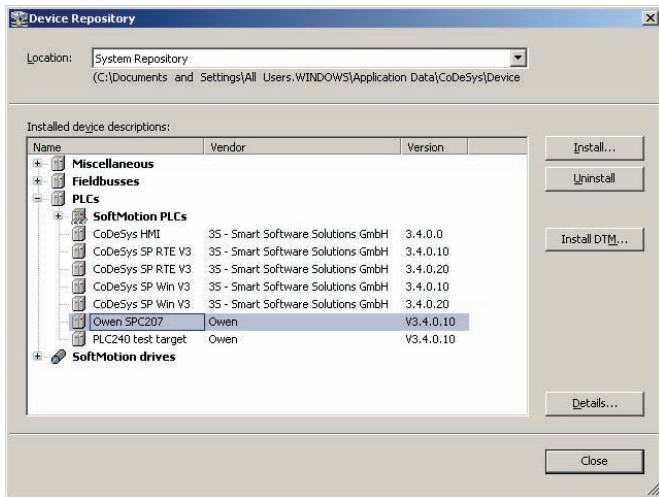 Device Repository
Location: System Repository
(C:\Documents and Settings\All Users.WINDOWS\Application Data\CoDeSys\Device
Installed device descriptions:
Name Vendor Version
Miscellaneous
Fieldbusses
PLCs
SoftMotion PLCs
CoDeSys HMI 3S - Smart Software Solutions GmbH 3.4.0.0
CoDeSys SP RTE V3 3S - Smart Software Solutions GmbH 3.4.0.10
CoDeSys SP RTE V3 3S - Smart Software Solutions GmbH 3.4.0.20
CoDeSys SP Win V3 3S - Smart Software Solutions GmbH 3.4.0.10
CoDeSys SP Win V3 3S - Smart Software Solutions GmbH 3.4.0.20
Owen SPC207 Owen V3.4.0.10
PLC240 test target Owen V3.4.0.10
SoftMotion drives
Install...
Uninstall
Install DTM...
Details...
Close